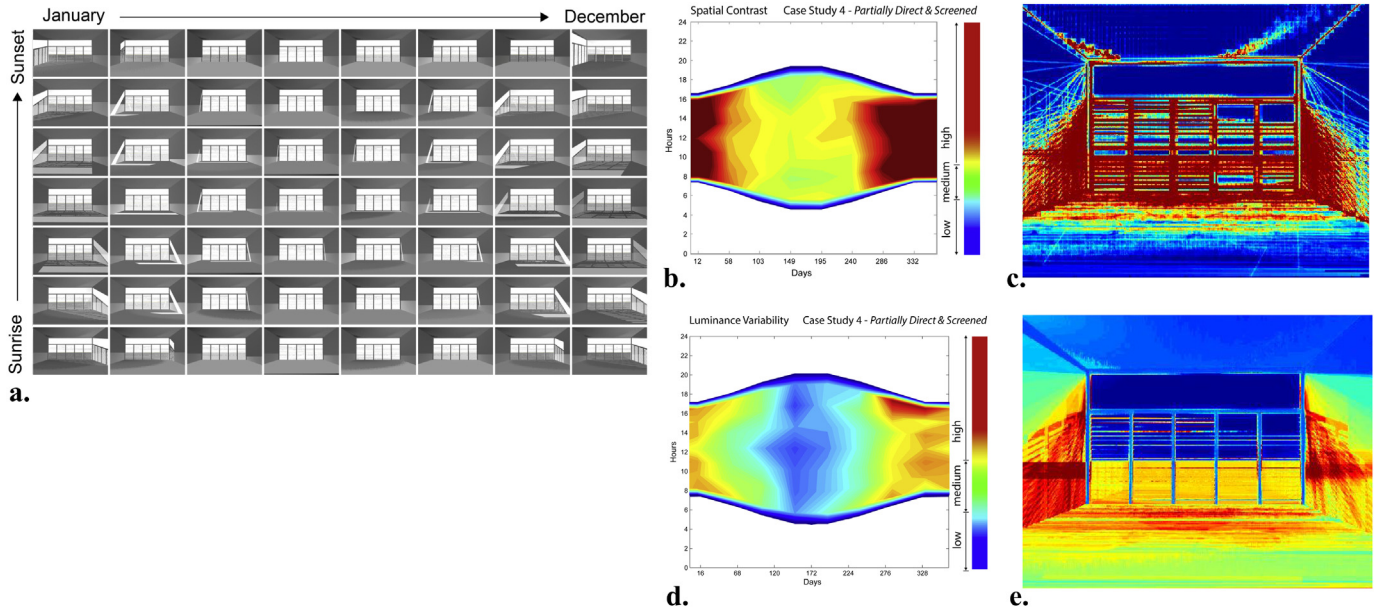 January
December
Sunset
Sunrise
a.
Spatial Contrast
Case Study 4 - Partially Direct & Screened
24
22
20
18
16
14
12
10
8
6
4
2
0
Hours
12
58
103
149
195
240
286
332
Days
high
medium
low
b.
c.
Luminance Variability
Case Study 4 - Partially Direct & Screened
24
22
20
18
16
14
12
10
8
6
4
2
0
Hours
16
68
120
172
224
276
328
Days
high
medium
low
d.
e.